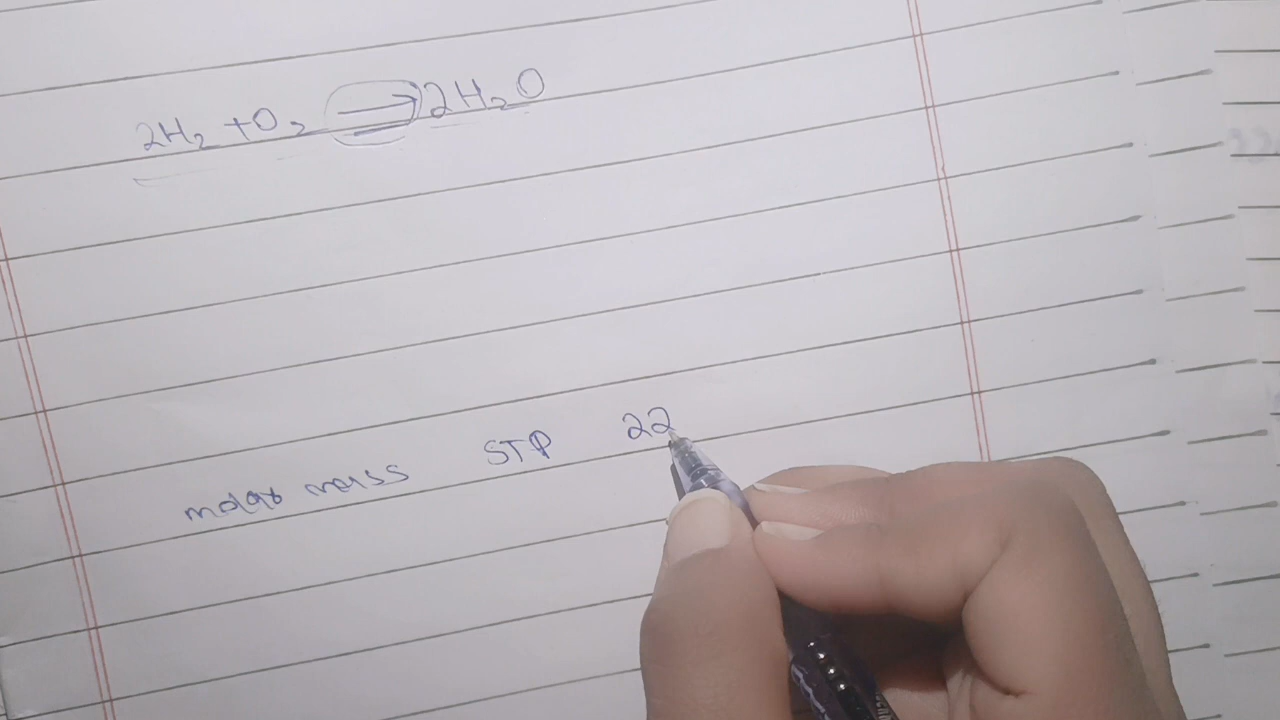 2H₂ + O₂ → 2H₂O
molar mass STP 22